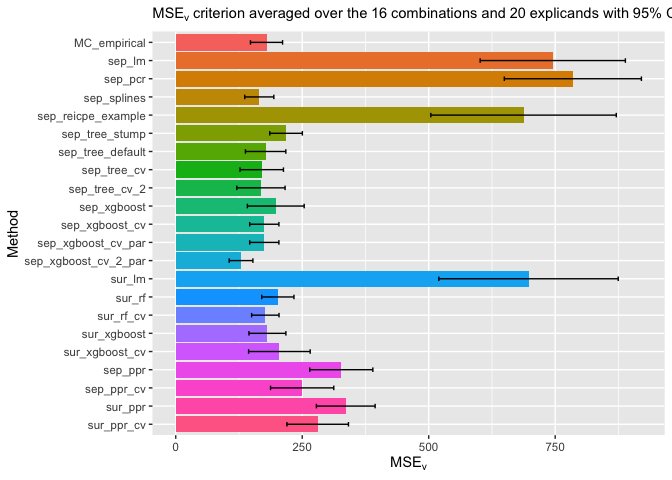 MSEv criterion averaged over the 16 combinations and 20 explicands with 95% C
MC_empirical
sep_lm
sep_pcr
sep_splines
sep_reicpe_example
sep_tree_stump
sep_tree_default
sep_tree_cv
sep_tree_cv_2
sep_xgboost
sep_xgboost_cv
sep_xgboost_cv_par
sep_xgboost_cv_2_par
sur_lm
sur_rf
sur_rf_cv
sur_xgboost
sur_xgboost_cv
sep_ppr
sep_ppr_cv
sur_ppr
sur_ppr_cv
Method
0 250 500 750
MSEv